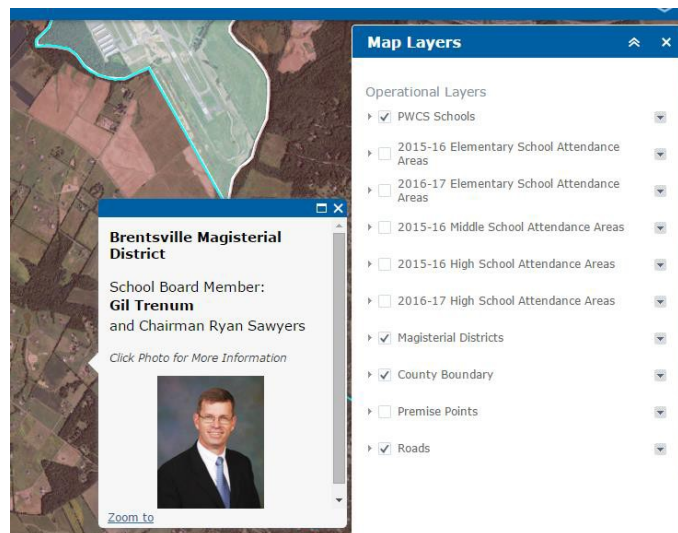 Map Layers
Operational Layers
PWCS Schools
2015-16 Elementary School Attendance
Areas
2016-17 Elementary School Attendance
Areas
2015-16 Middle School Attendance Areas
2015-16 High School Attendance Areas
2016-17 High School Attendance Areas
Magisterial Districts
County Boundary
Premise Points
Roads
Brentsville Magisterial
District
School Board Member:
Gil Trenum
and Chairman Ryan Sawyers
Click Photo for More Information
Zoom to